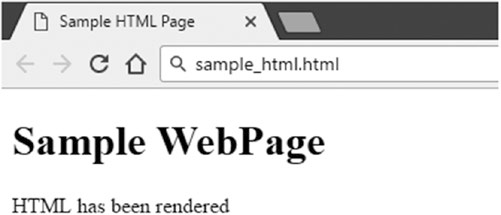 Sample HTML Page
sample_html.html
Sample WebPage
HTML has been rendered